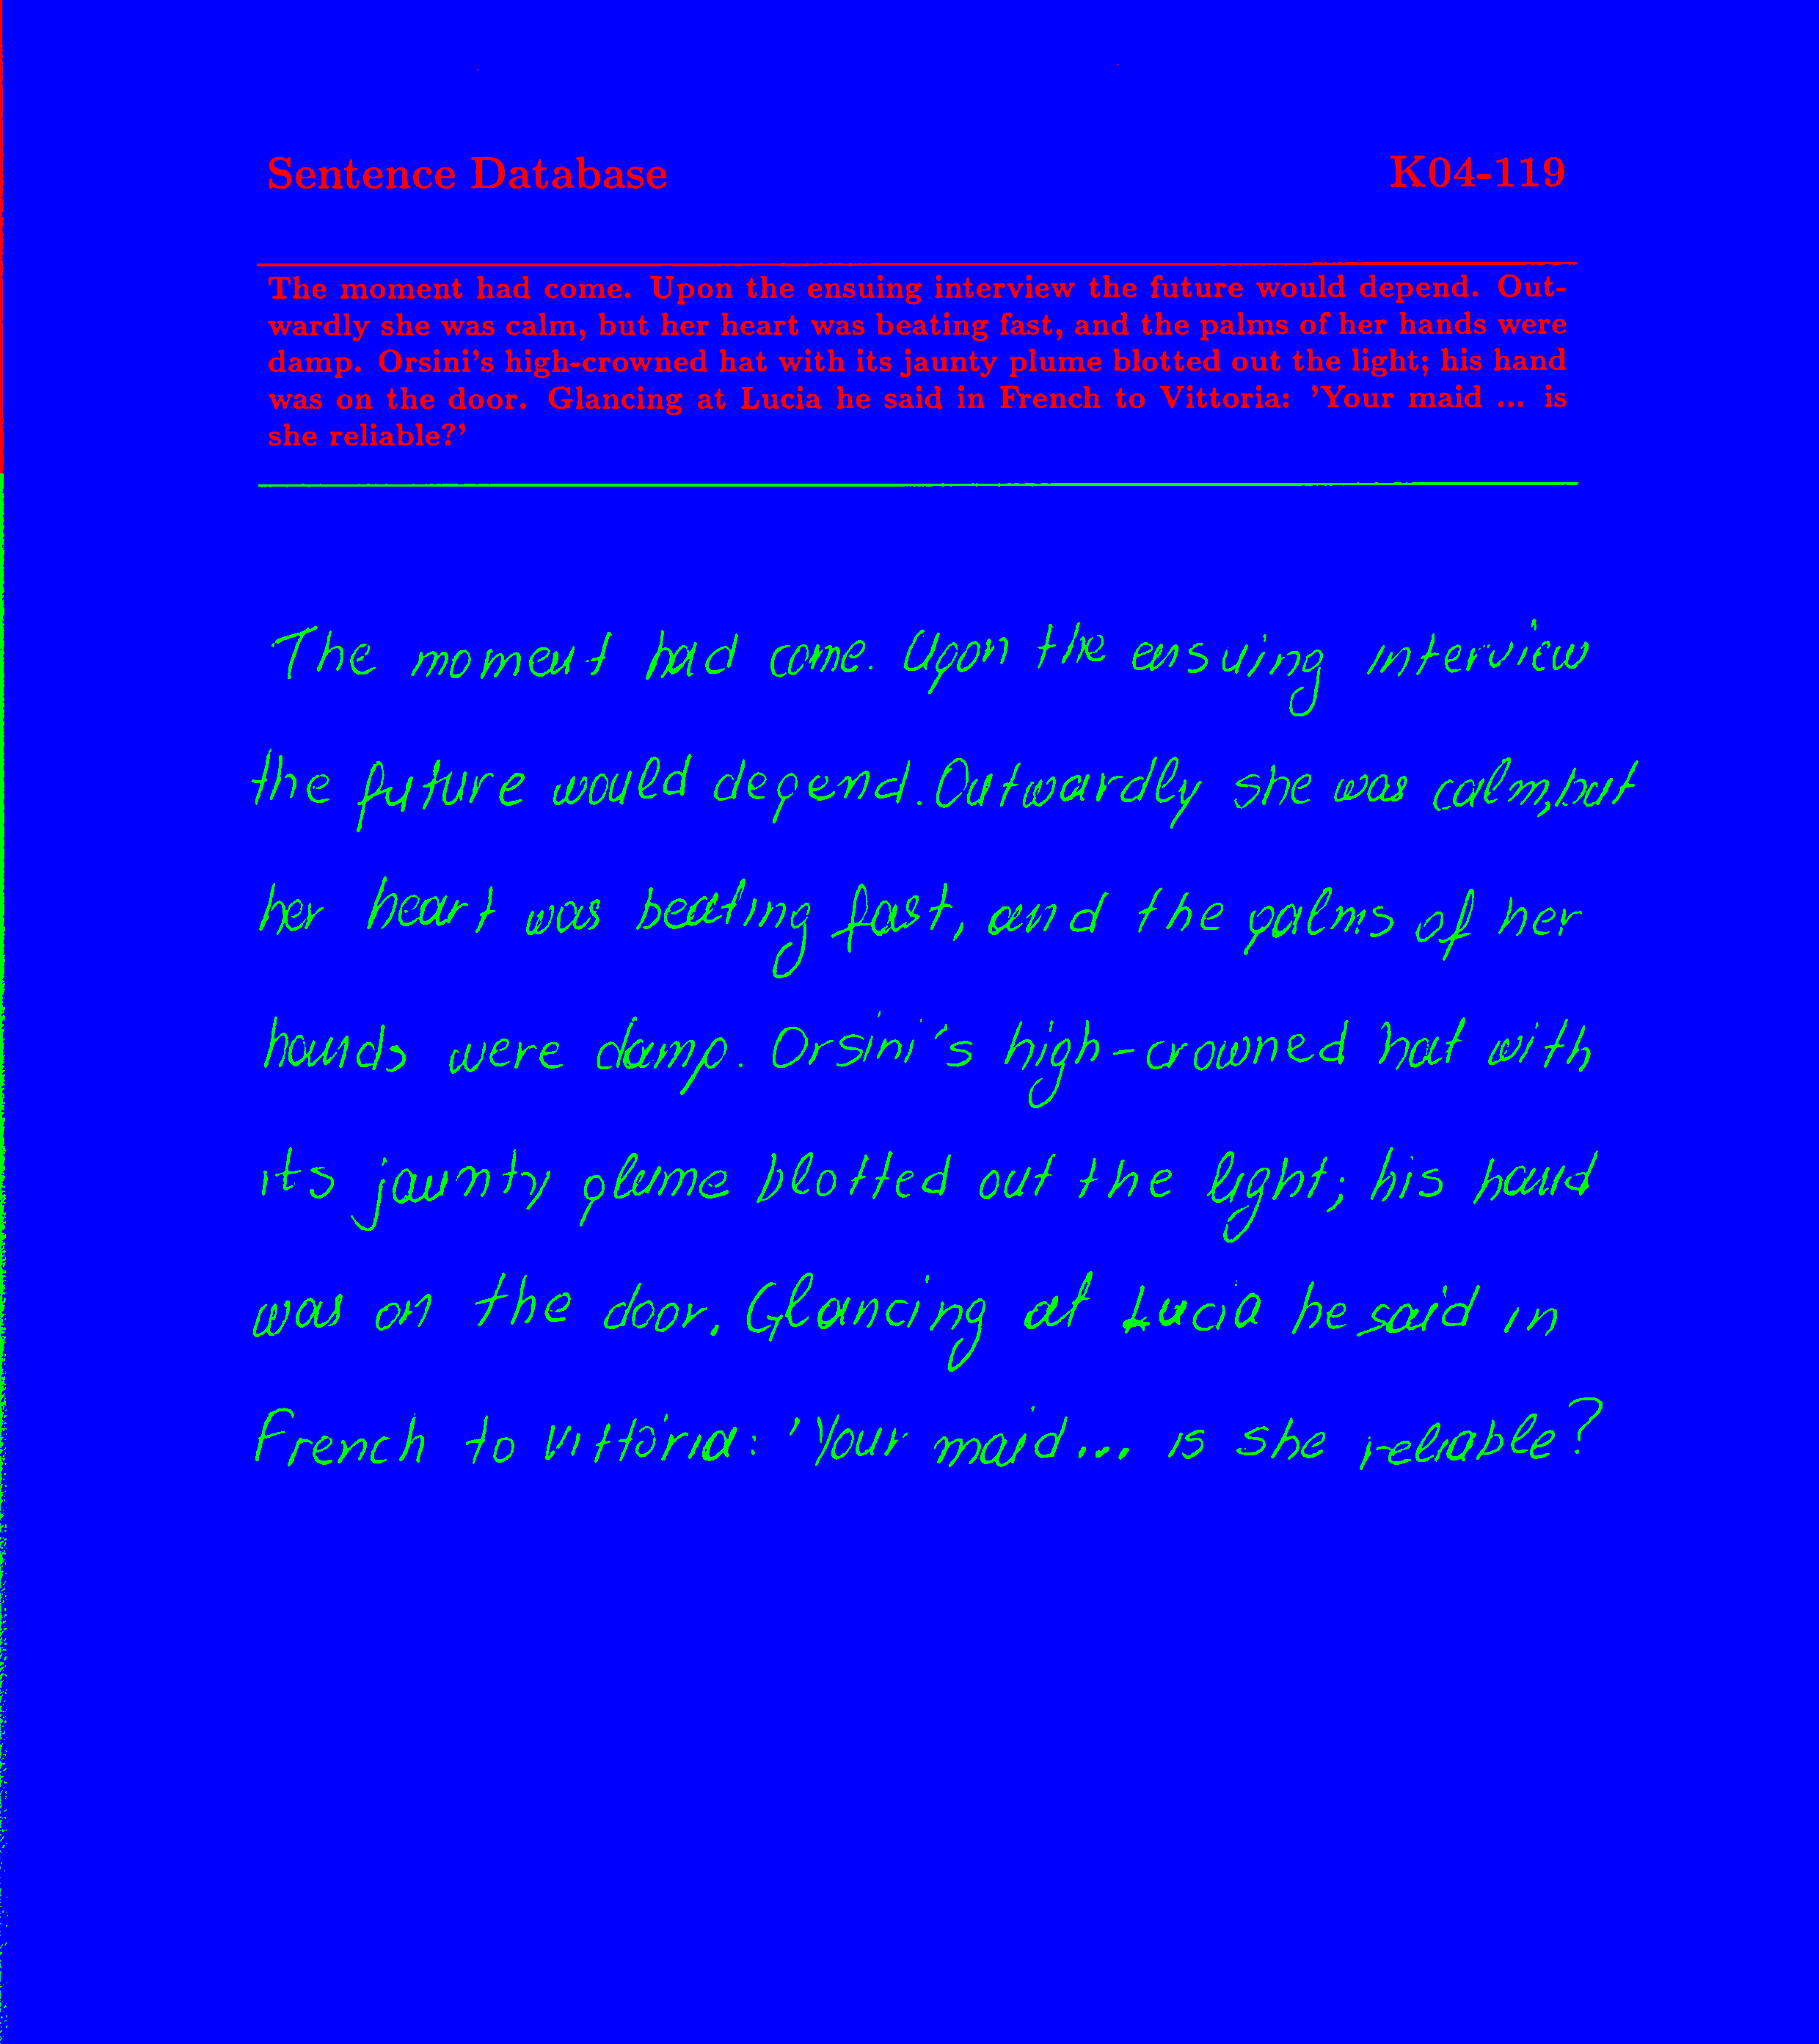 Sentence Database K04-119
The moment had come. Upon the ensuing interview the future would depend. Out-
wardly she was calm, but her heart was beating fast, and the palms of her hands were
damp. Orsini's high-crowned hat with its jaunty plume blotted out the light; his hand
was on the door. Glancing at Lucia he said in French to Vittoria: 'Your maid ... is
she reliable?'
The moment had come. Upon the ensuing interview
the future would depend. Outwardly she was calm, but
her heart was beating fast, and the palms of her
hands were damp. Orsini's high-crowned hat with
its jaunty plume blotted out the light; his hand
was on the door. Glancing at Lucia he said in
French to Vittoria: 'Your maid... is she reliable?